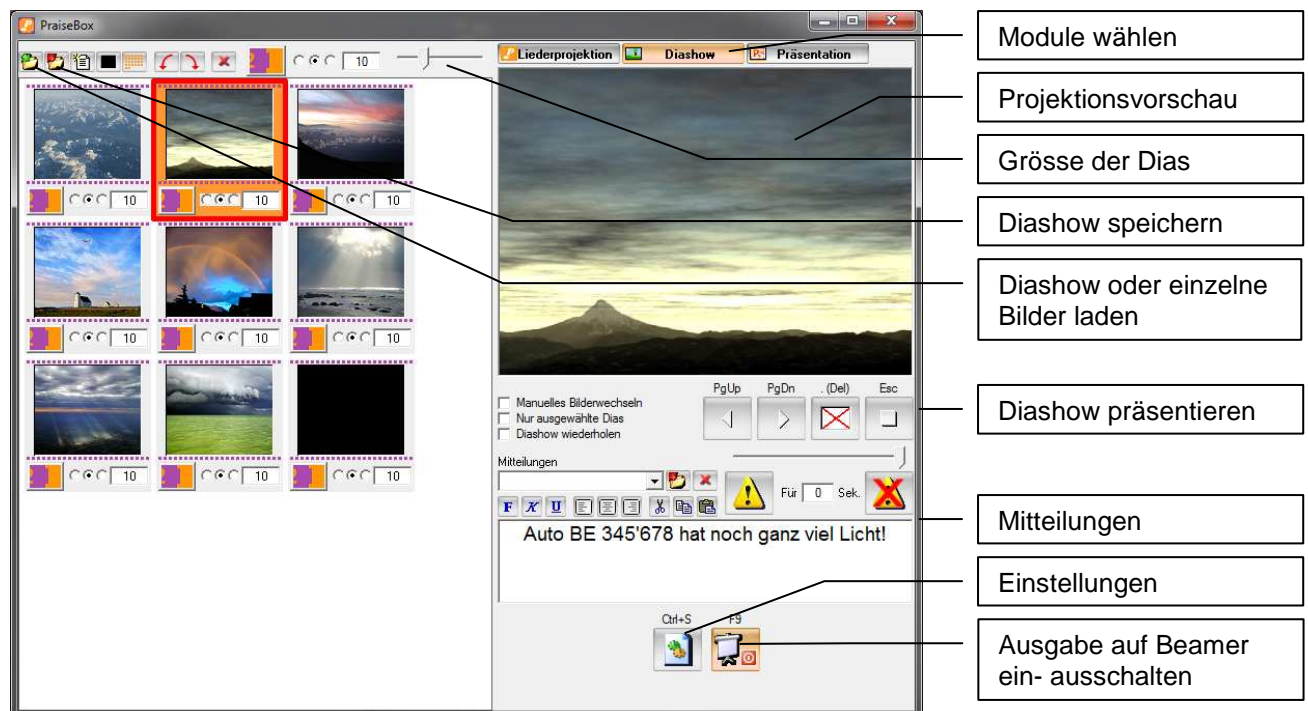 PraiseBox
10
Liederprojektion Diashow Präsentation
10 10 10
10 10 10
10 10 10
PgUp PgDn . (Del) Esc
Manuelles Bilderwechseln
Nur ausgewählte Dias
Diashow wiederholen
Mitteilungen
Für 0 Sek.
F K U
Auto BE 345'678 hat noch ganz viel Licht!
Ctrl+S F9
Module wählen
Projektionsvorschau
Grösse der Dias
Diashow speichern
Diashow oder einzelne
Bilder laden
Diashow präsentieren
Mitteilungen
Einstellungen
Ausgabe auf Beamer
ein- ausschalten